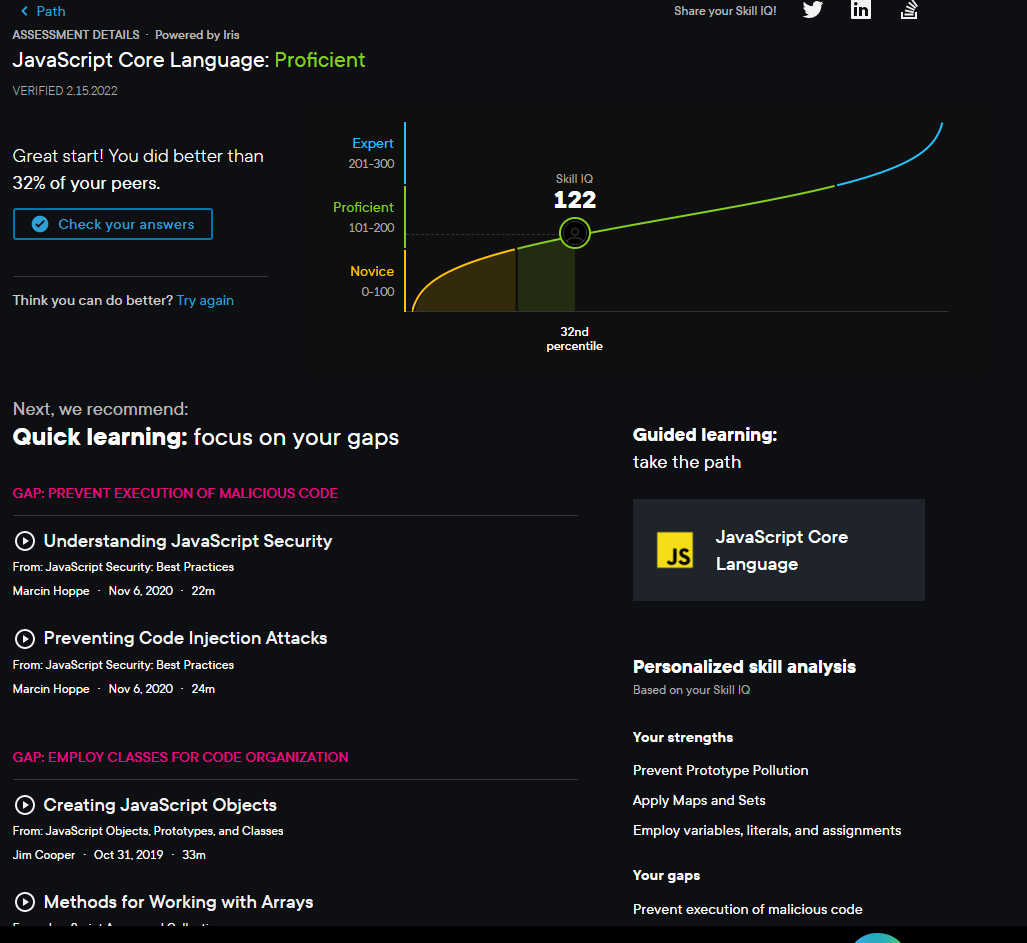 Path
Share your Skill IQ!
in
ASSESSMENT DETAILS · Powered by Iris
JavaScript Core Language: Proficient
VERIFIED 2.15.2022
Great start! You did better than
32% of your peers.
Check your answers
Think you can do better? Try again
Expert
201-300
Proficient
101-200
Novice
0-100
Skill IQ
122
32nd
percentile
Next, we recommend:
Quick learning: focus on your gaps
GAP: PREVENT EXECUTION OF MALICIOUS CODE
Understanding JavaScript Security
From: JavaScript Security: Best Practices
Marcin Hoppe · Nov 6, 2020 · 22m
Preventing Code Injection Attacks
From: JavaScript Security: Best Practices
Marcin Hoppe · Nov 6, 2020 · 24m
GAP: EMPLOY CLASSES FOR CODE ORGANIZATION
Creating JavaScript Objects
From: JavaScript Objects, Prototypes, and Classes
Jim Cooper · Oct 31, 2019 · 33m
Methods for Working with Arrays
Guided learning:
take the path
JS
JavaScript Core
Language
Personalized skill analysis
Based on your Skill IQ
Your strengths
Prevent Prototype Pollution
Apply Maps and Sets
Employ variables, literals, and assignments
Your gaps
Prevent execution of malicious code